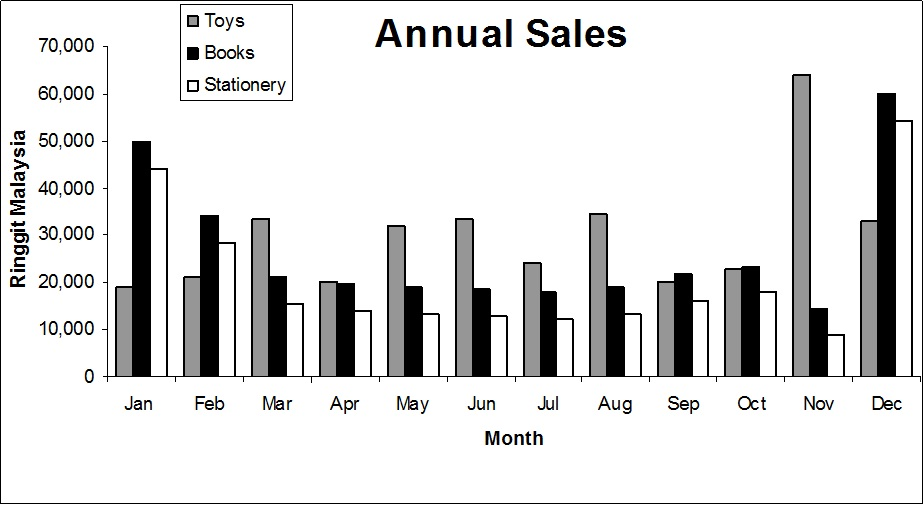 Annual Sales
Toys
Books
Stationery
Ringgit Malaysia
70,000
60,000
50,000
40,000
30,000
20,000
10,000
0
Jan Feb Mar Apr May Jun Jul Aug Sep Oct Nov Dec
Month